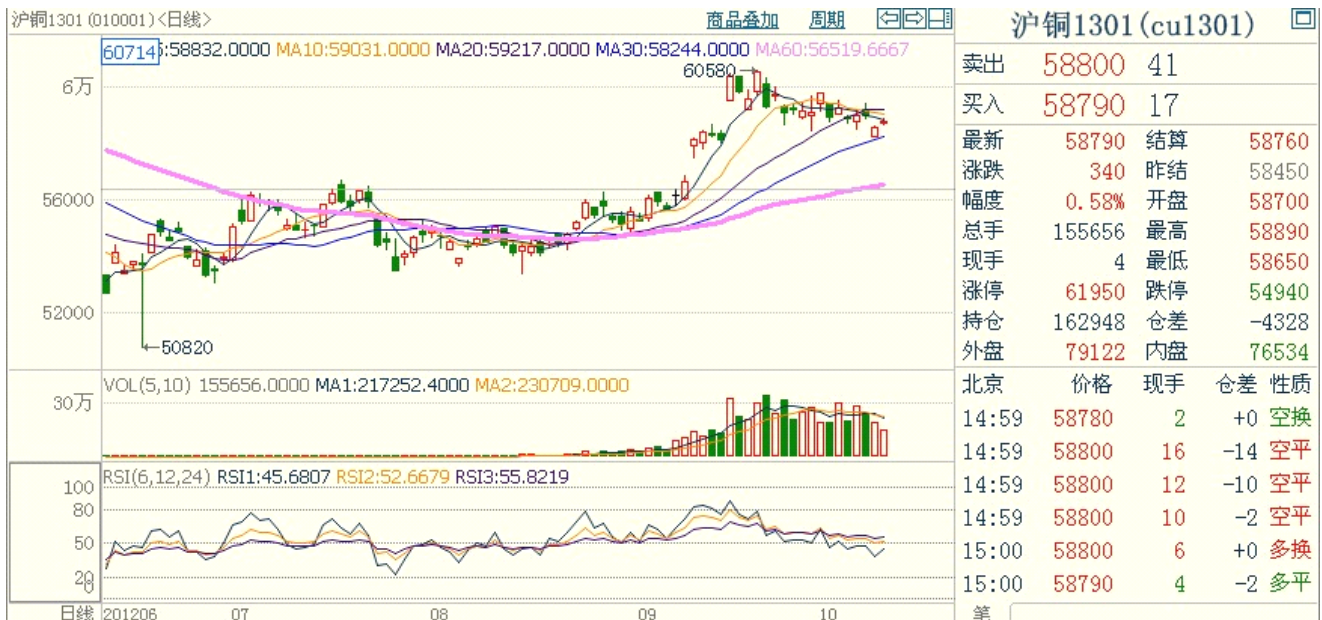 沪铜1301 (010001)<日线> 商品叠加 周期
60714 5:58832.0000 MA10:59031.0000 MA20:59217.0000 MA30:58244.0000 MA60:56519.6667
60580
6万
56000
52000
50820
VOL(5,10) 155656.0000 MA1:217252.4000 MA2:230709.0000
30万
RSI(6,12,24) RSI1:45.6807 RSI2:52.6679 RSI3:55.8219
100
80
50
20
0
日线 201206 07 08 09 10
沪铜1301(cu1301)
卖出 58800 41
买入 58790 17
最新 58790 结算 58760
涨跌 340 昨结 58450
幅度 0.58% 开盘 58700
总手 155656 最高 58890
现手 4 最低 58650
涨停 61950 跌停 54940
持仓 162948 仓差 -4328
外盘 79122 内盘 76534
北京 价格 现手 仓差 性质
14:59 58780 2 +0 空换
14:59 58800 16 -14 空平
14:59 58800 12 -10 空平
14:59 58800 10 -2 空平
15:00 58800 6 +0 多换
15:00 58790 4 -2 多平
笔